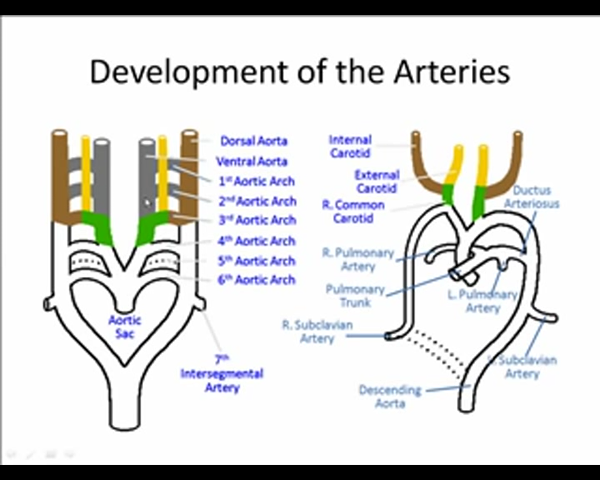 Development of the Arteries
Dorsal Aorta
Ventral Aorta
1st Aortic Arch
2nd Aortic Arch
3rd Aortic Arch
4th Aortic Arch
5th Aortic Arch
6th Aortic Arch
Aortic
Sac
7th
Intersegmental
Artery
Internal
Carotid
External
Carotid
R. Common
Carotid
Ductus
Arteriosus
R. Pulmonary
Artery
Pulmonary
Trunk
L. Pulmonary
Artery
R. Subclavian
Artery
Subclavian
Artery
Descending
Aorta